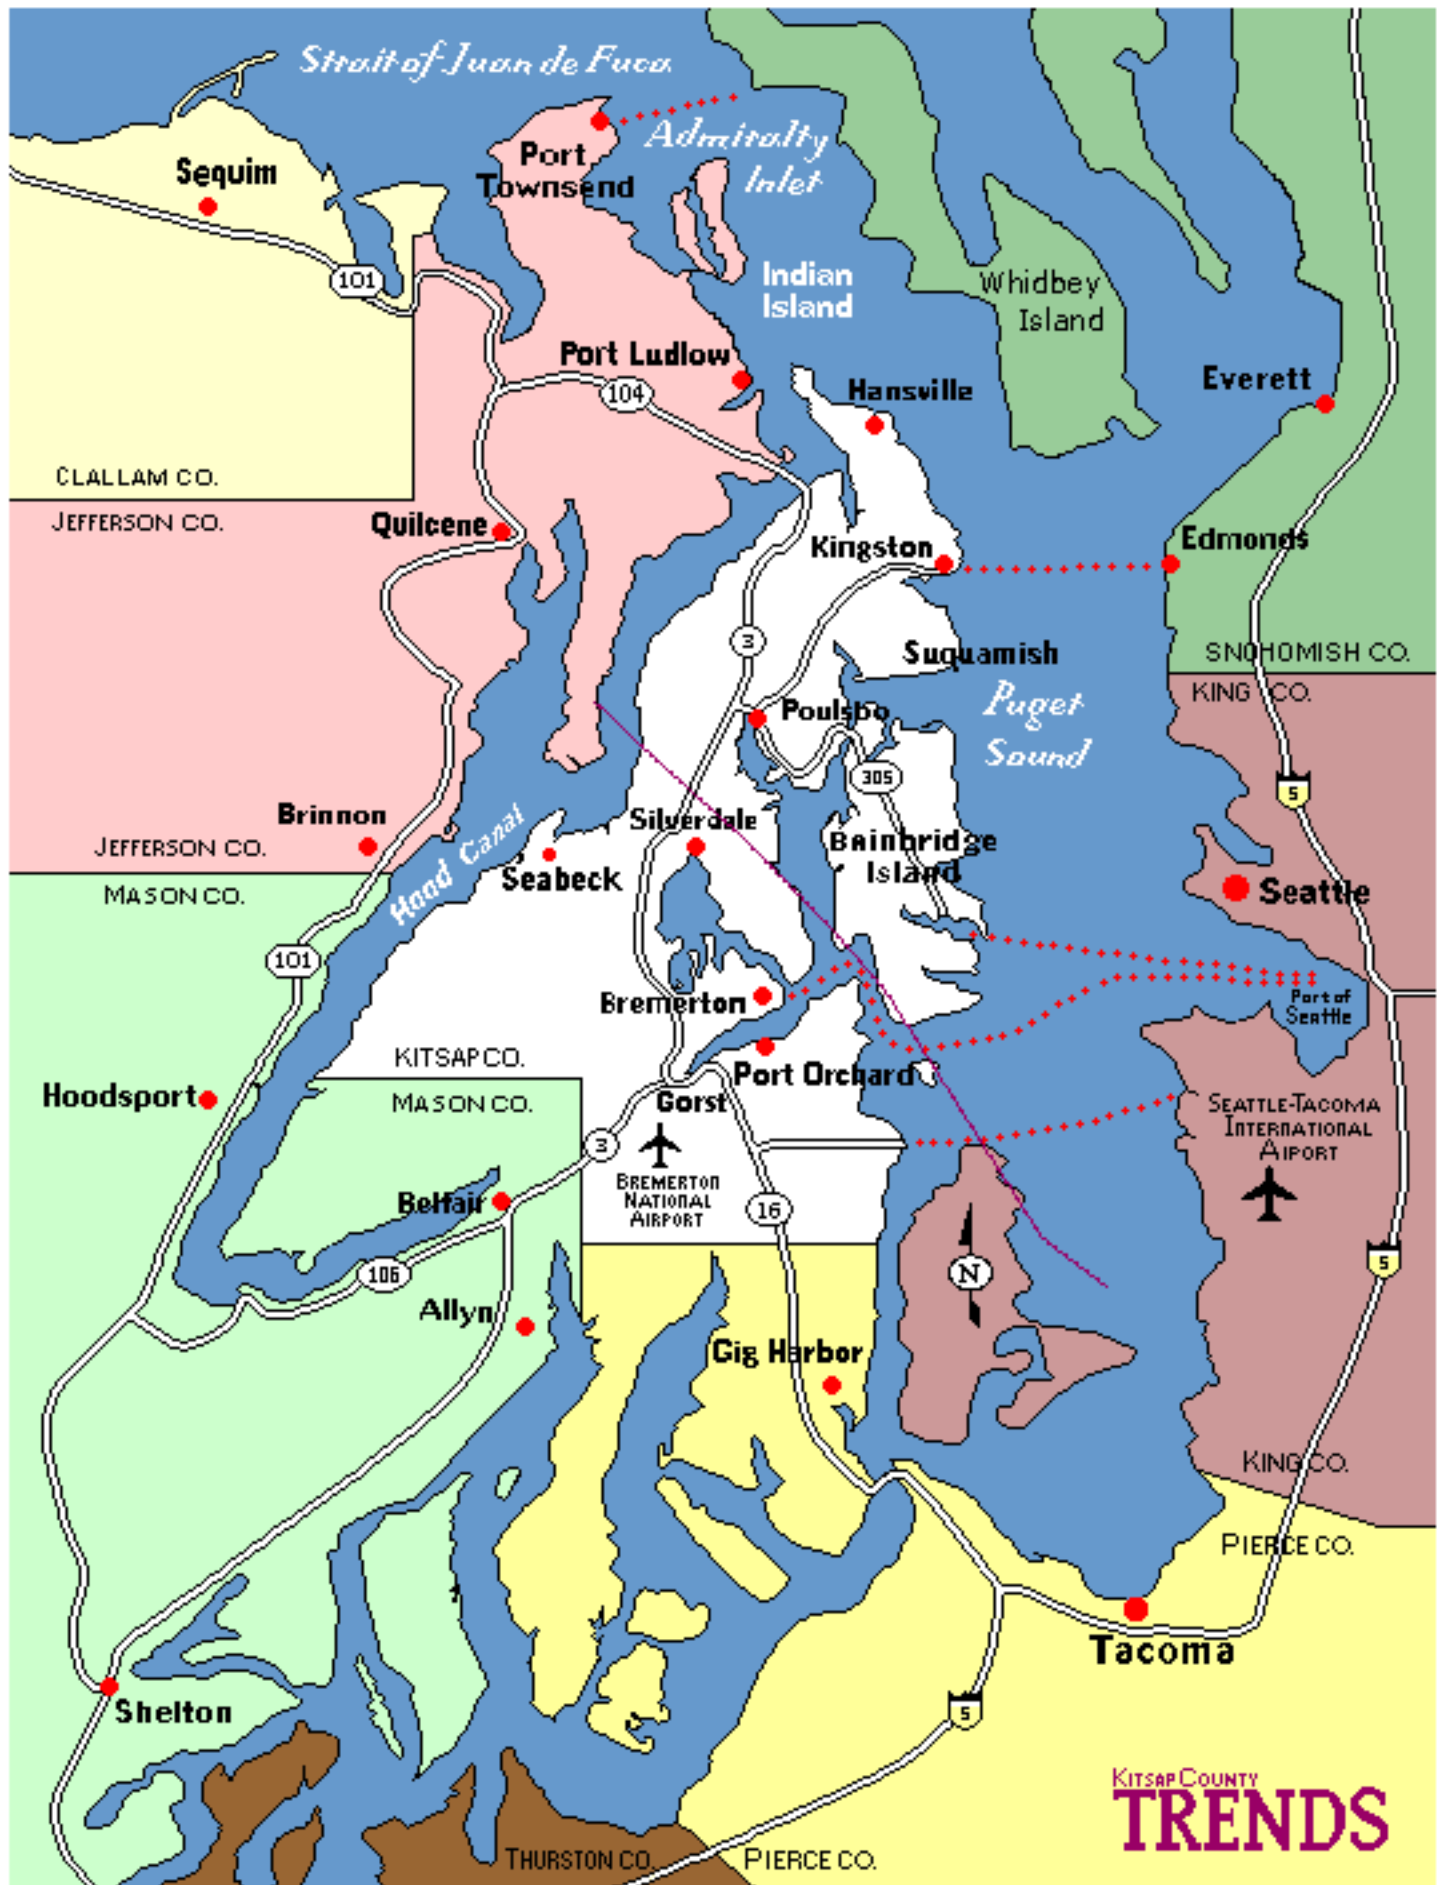 Strait of Juan de Fuca
Admiralty
Inlet
Sequim
Port
Townsend
101
Indian
Island
Whidbey
Island
Port Ludlow
104
Hansville
Everett
CLALLAM CO.
JEFFERSON CO.
Quilcene
Kingston
Edmonds
3
Suquamish
SNOHOMISH CO.
KING CO.
Puget
Sound
Poulsbo
305
5
Brinnon
Silverdale
Hood Canal
Bainbridge
Island
JEFFERSON CO.
MASON CO.
Seabeck
Seattle
101
Bremerton
Port of
Seattle
KITSAP CO.
Port Orchard
Hoodsport
MASON CO.
Gorst
SEATTLE-TACOMA
INTERNATIONAL
AIPORT
3
BREMERTON
NATIONAL
AIRPORT
Belfair
16
106
N
5
Allyn
Gig Harbor
KING CO.
PIERCE CO.
Tacoma
Shelton
5
KITSAP COUNTY
TRENDS
THURSTON CO.
PIERCE CO.